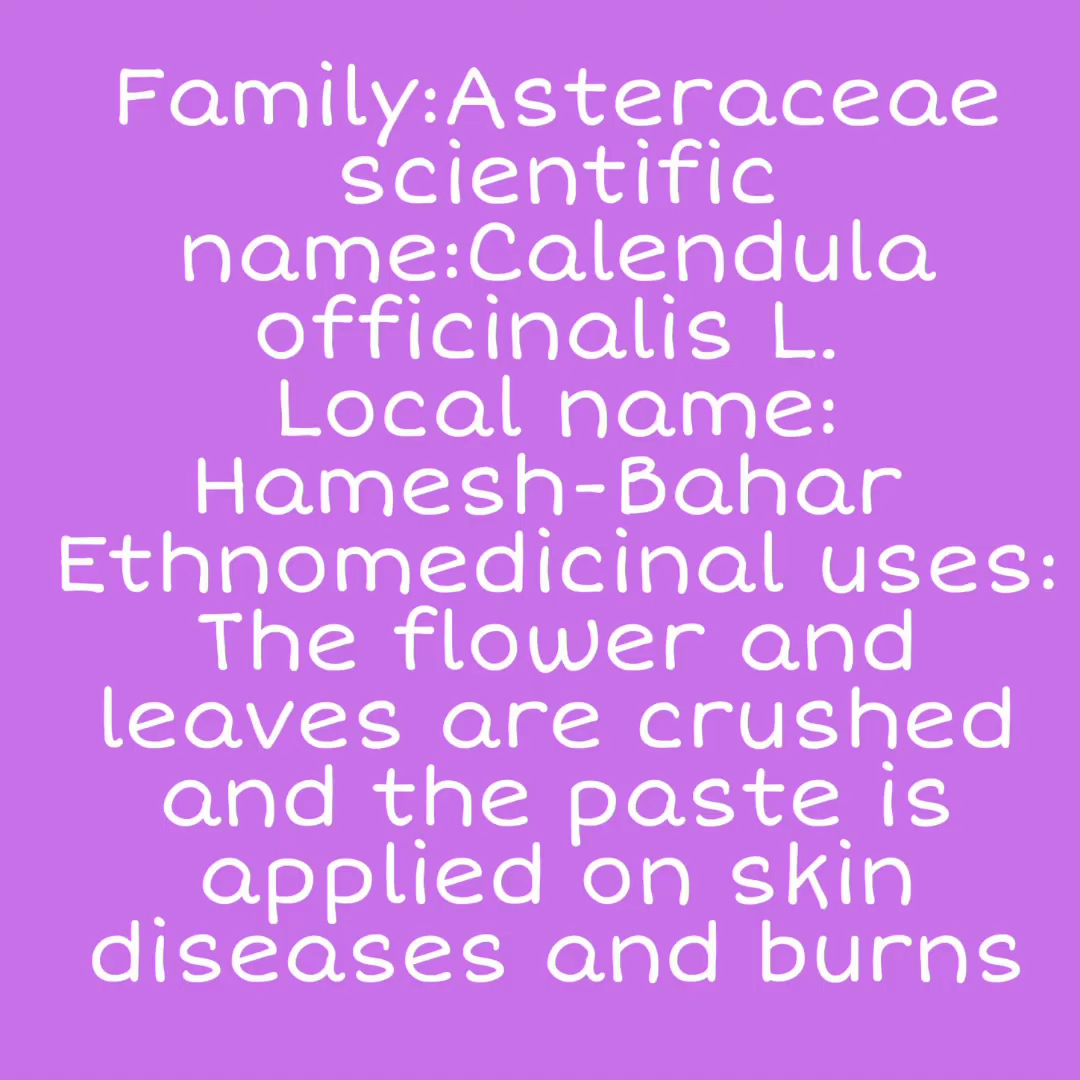 Family:Asteraceae
scientific
name:Calendula
officinalis L.
Local name:
Hamesh-Bahar
Ethnomedicinal uses:
The flower and
leaves are crushed
and the paste is
applied on skin
diseases and burns